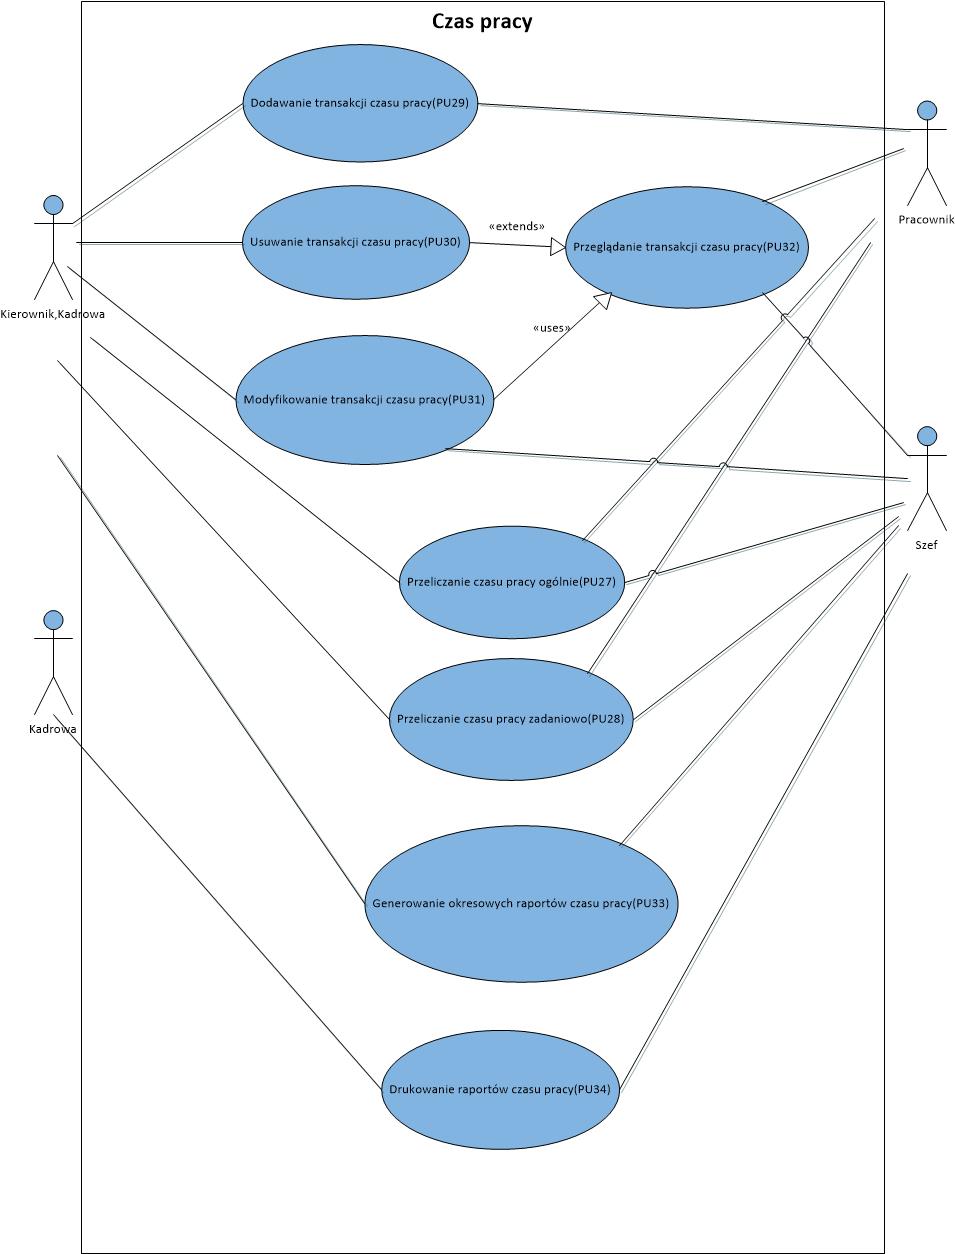 Czas pracy
Dodawanie transakcji czasu pracy(PU29)
Pracownik
Usuwanie transakcji czasu pracy(PU30)
«extends»
Przeglądanie transakcji czasu pracy(PU32)
Kierownik,Kadrowa
«uses»
Modyfikowanie transakcji czasu pracy(PU31)
Szef
Przeliczanie czasu pracy ogólnie(PU27)
Przeliczanie czasu pracy zadaniowo(PU28)
Kadrowa
Generowanie okresowych raportów czasu pracy(PU33)
Drukowanie raportów czasu pracy(PU34)